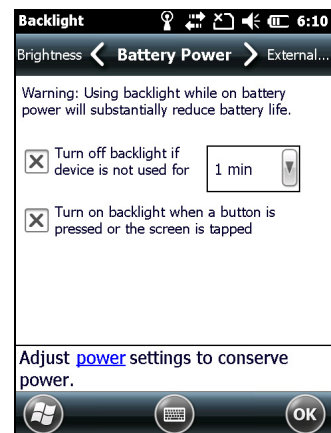 Backlight 6:10
Brightness Battery Power External...
Warning: Using backlight while on battery
power will substantially reduce battery life.
Turn off backlight if
device is not used for 1 min
Turn on backlight when a button is
pressed or the screen is tapped
Adjust power settings to conserve
power.
OK